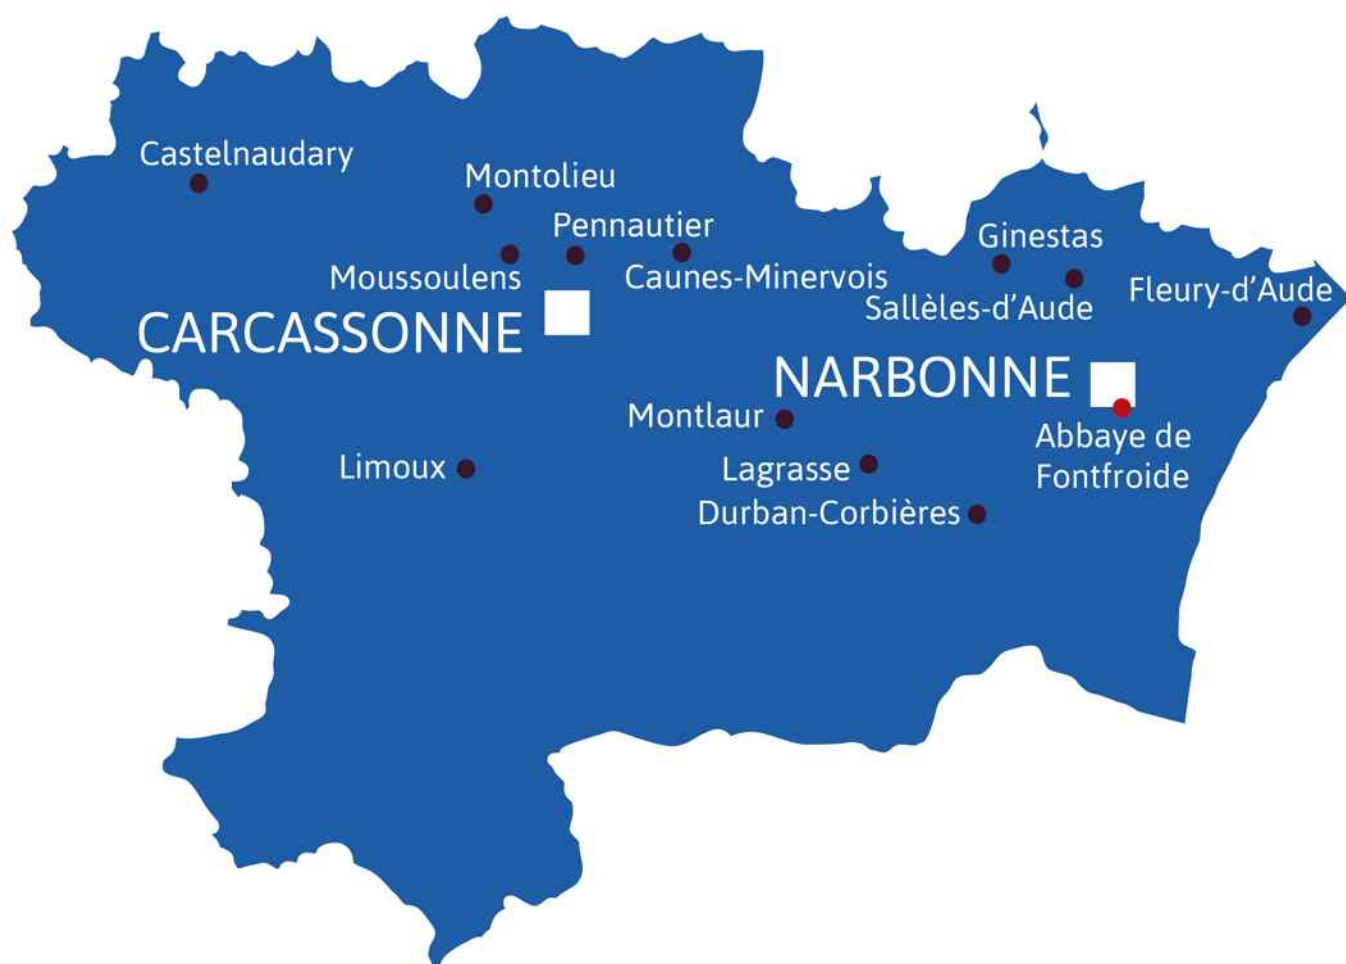 Castelnaudary
Montolieu
Pennautier
Ginestas
Moussoulens
Caunes-Minervois
Fleury-d’Aude
Sallèles-d’Aude
CARCASSONNE
NARBONNE
Montlaur
Abbaye de
Fontfroide
Limoux
Lagrasse
Durban-Corbières